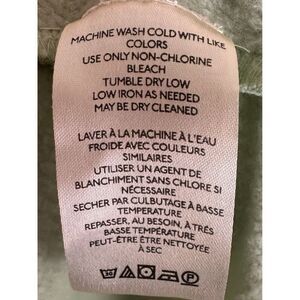 MACHINE WASH COLD WITH LIKE
COLORS
USE ONLY NON-CHLORINE
BLEACH
TUMBLE DRY LOW
LOW IRON AS NEEDED
MAY BE DRY CLEANED
LAVER À LA MACHINE À L'EAU
FROIDE AVEC COULEURS
SIMILAIRES
UTILISER UN AGENT DE
BLANCHIMENT SANS CHLORE SI
NÉCESSAIRE
SECHER PAR CULBUTAGE À BASSE
TEMPÉRATURE
REPASSER, AU BESOIN, À TRÈS
BASSE TEMPÉRATURE
PEUT-ÊTRE ÊTRE NETTOYÉE
À SEC